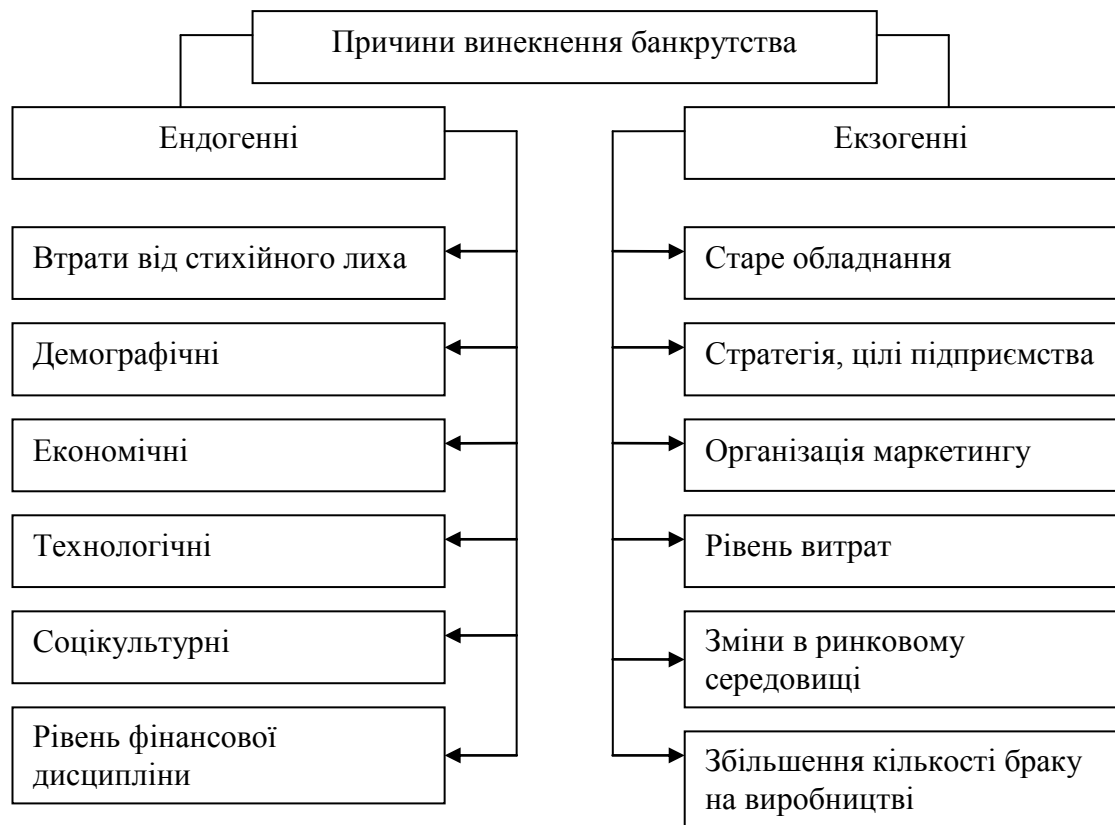 Причини винекнення банкрутства
Ендогенні
Екзогенні
Втрати від стихійного лиха
Старе обладнання
Демографічні
Стратегія, цілі підприємства
Економічні
Організація маркетингу
Технологічні
Рівень витрат
Соцікультурні
Зміни в ринковому
середовищі
Рівень фінансової
дисципліни
Збільшення кількості браку
на виробництві